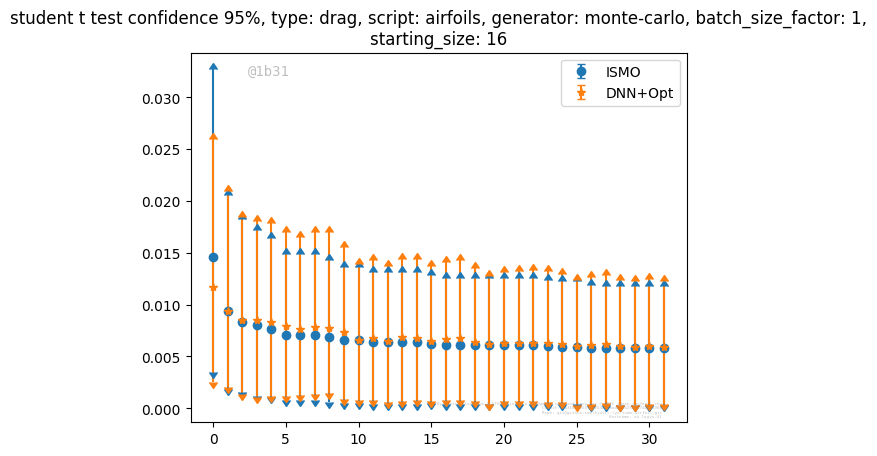 student t test confidence 95%, type: drag, script: airfoils, generator: monte-carlo, batch_size_factor: 1,
starting_size: 16
@1b31
ISMO
DNN+Opt
0.030
0.025
0.020
0.015
0.010
0.005
0.000
0 5 10 15 20 25 30